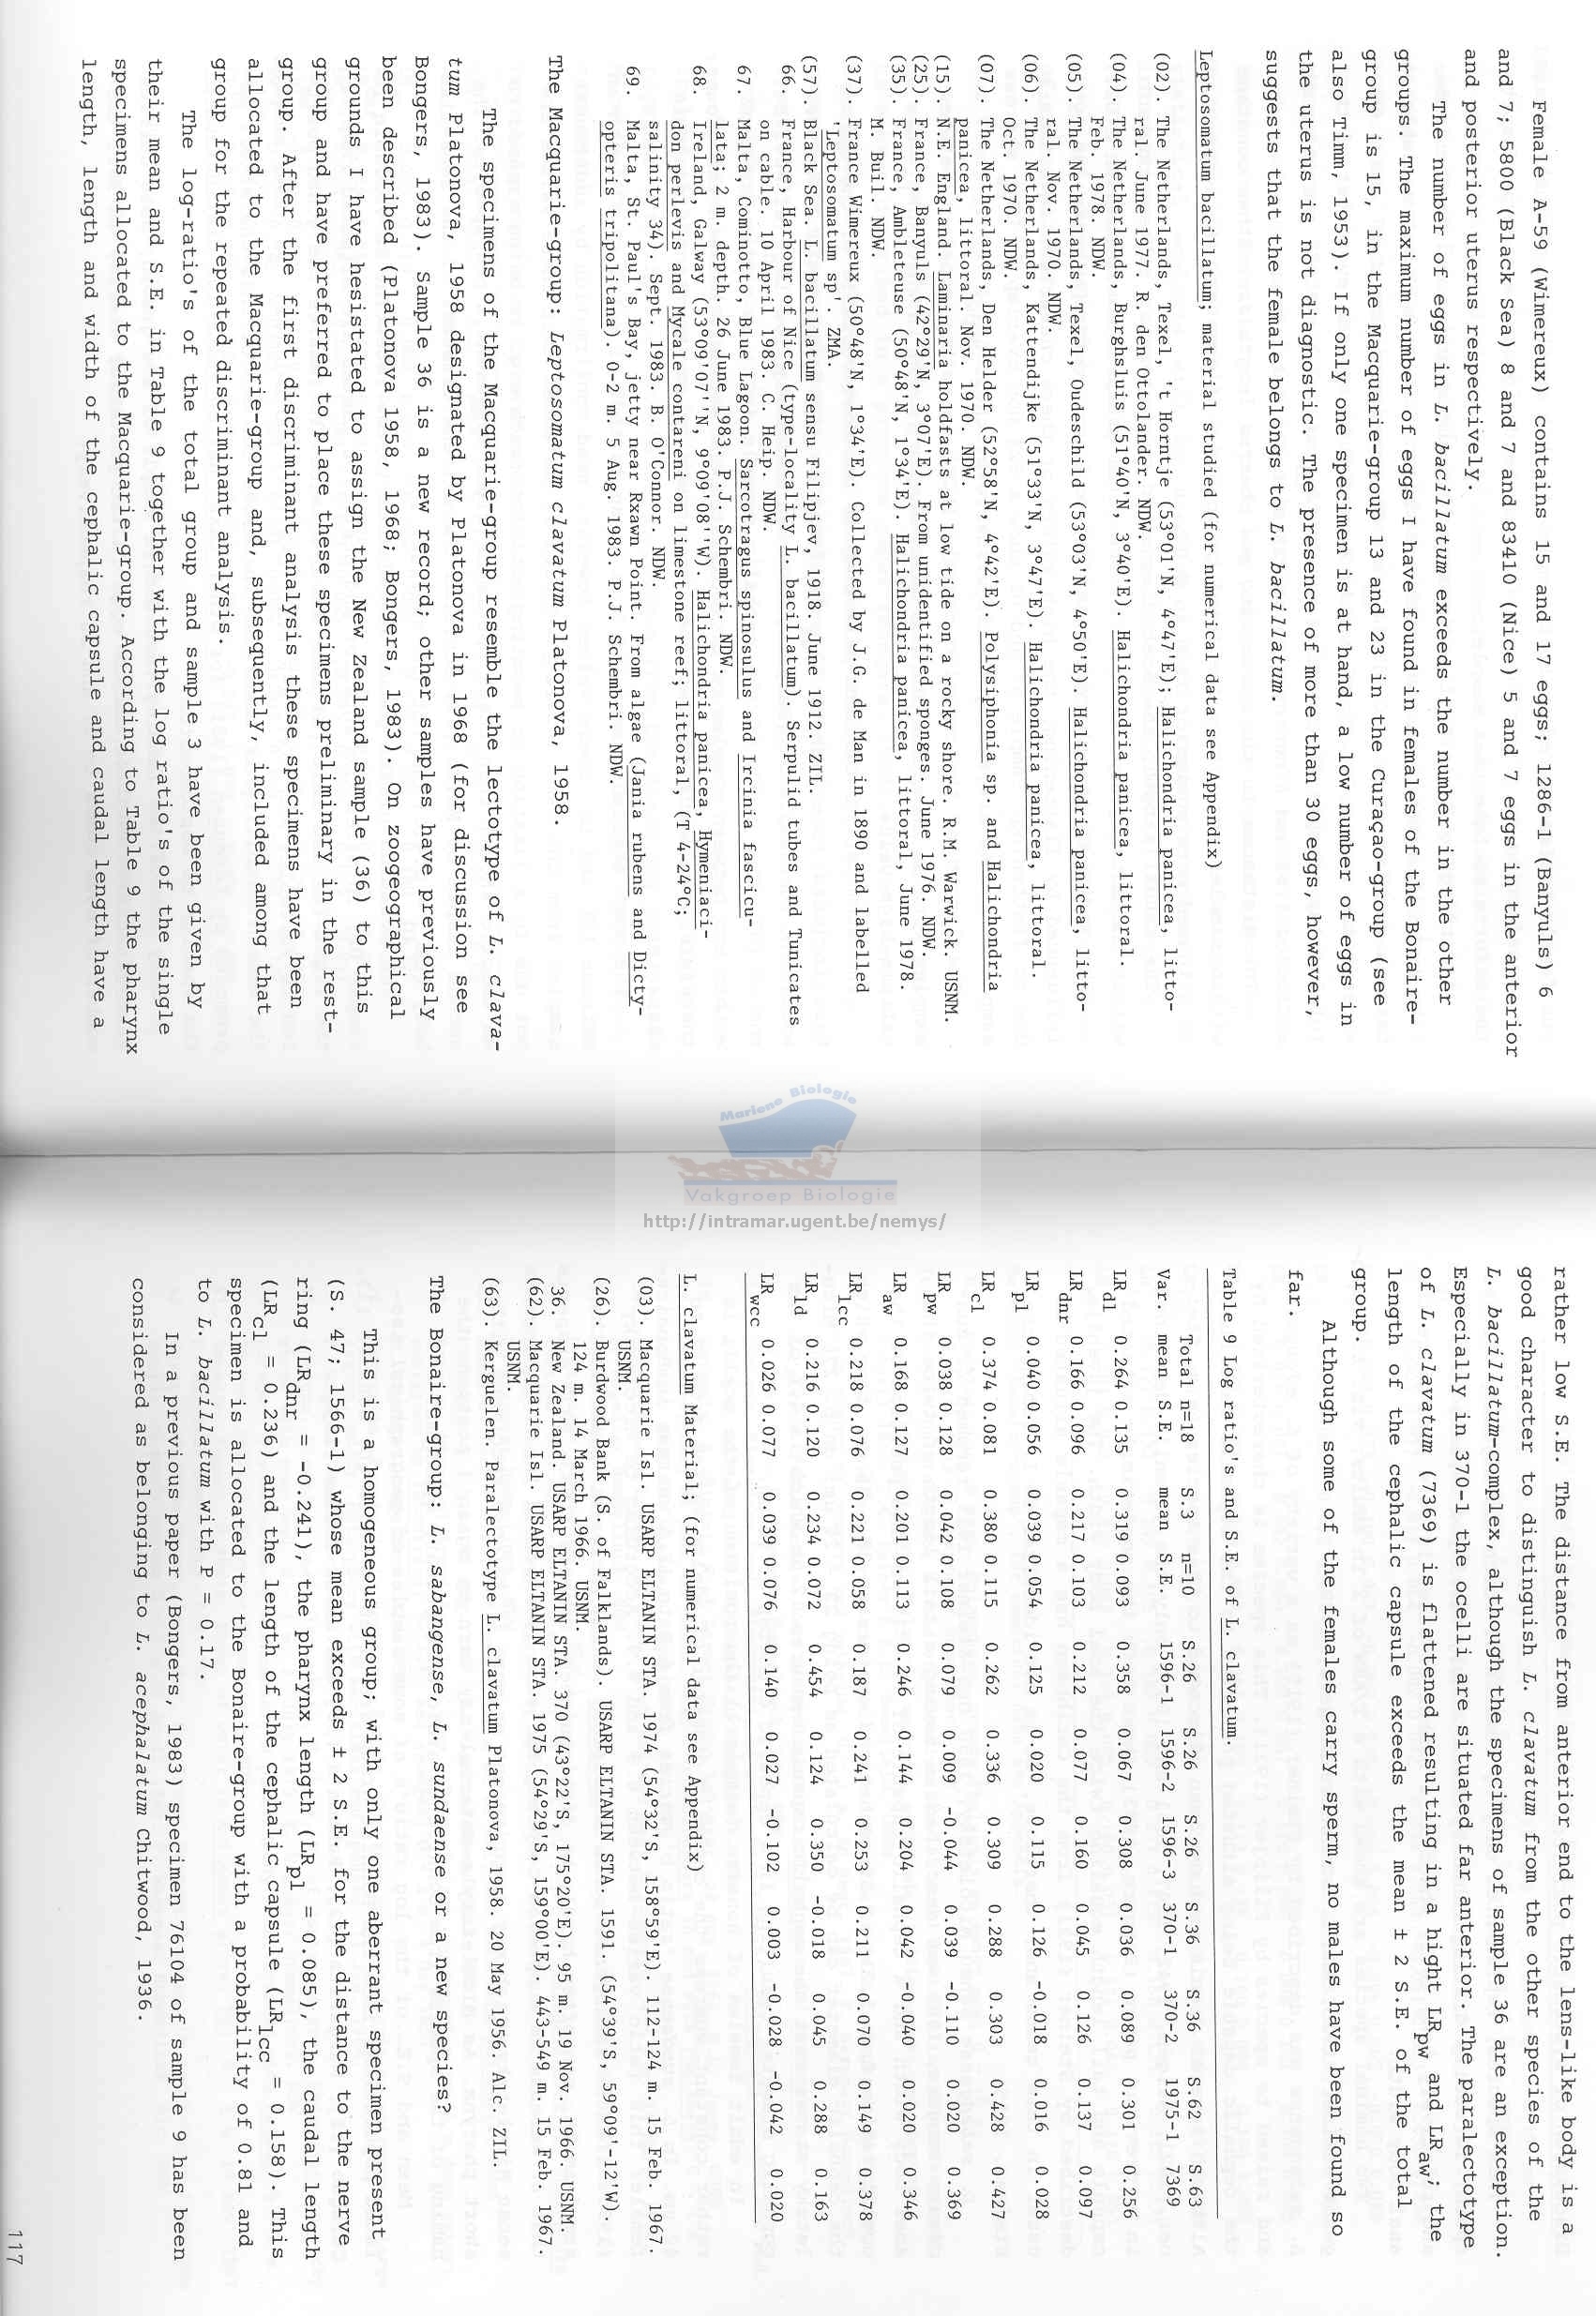 Female A-59 (Wimereux) contains 15 and 17 eggs; 1286-1 (Banyuls) 6
and 7; 5800 (Black Sea) 8 and 7 and 83410 (Nice) 5 and 7 eggs in the anterior
and posterior uterus respectively.
The number of eggs in L. bacillatum exceeds the number in the other
groups. The maximum number of eggs I have found in females of the Bonaire-
group is 15, in the Macquarie-group 13 and 23 in the Curaçao-group (see
also Timm, 1953). If only one specimen is at hand, a low number of eggs in
the uterus is not diagnostic. The presence of more than 30 eggs, however,
suggests that the female belongs to L. bacillatum.
Leptosomatum bacillatum; material studied (for numerical data see Appendix)
(02). The Netherlands, Texel, 't Horntje (53°01'N, 4°47'E); Halichondria panicea, litto-
ral. June 1977. R. den Ottolander. NDW.
(04). The Netherlands, Burghsluis (51°40'N, 3°40'E). Halichondria panicea, littoral.
Feb. 1978. NDW.
(05). The Netherlands, Texel, Oudeschild (53°03'N, 4°50'E). Halichondria panicea, litto-
ral. Nov. 1970. NDW.
(06). The Netherlands, Kattendijke (51°33'N, 3°47'E). Halichondria panicea, littoral.
Oct. 1970. NDW.
(07). The Netherlands, Den Helder (52°58'N, 4°42'E). Polysiphonia sp. and Halichondria
panicea, littoral. Nov. 1970. NDW.
(15). N.E. England. Laminaria holdfasts at low tide on a rocky shore. R.M. Warwick. USNM.
(25). France, Banyuls (42°29'N, 3°07'E). From unidentified sponges. June 1976. NDW.
(35). France, Ambleteuse (50°48'N, 1°34'E). Halichondria panicea, littoral, June 1978.
M. Buil. NDW.
(37). France Wimereux (50°48'N, 1°34'E). Collected by J.G. de Man in 1890 and labelled
'Leptosomatum sp'. ZMA.
(57). Black Sea. L. bacillatum sensu Filipjev, 1918. June 1912. ZIL.
66. France, Harbour of Nice (type-locality L. bacillatum). Serpulid tubes and Tunicates
on cable. 10 April 1983. C. Heip. NDW.
67. Malta, Cominotto, Blue Lagoon. Sarcotragus spinosulus and Ircinia fascicu-
lata; 2 m. depth. 26 June 1983. P.J. Schembri. NDW.
68. Ireland, Galway (53°09'07''N, 9°09'08''W). Halichondria panicea, Hymeniaci-
don perlevis and Mycale contareni on limestone reef; littoral, (T 4-24°C;
salinity 34). Sept. 1983. B. O'Connor. NDW.
69. Malta, St. Paul's Bay, jetty near Rxawn Point. From algae (Jania rubens and Dicty-
opteris tripolitana). 0-2 m. 5 Aug. 1983. P.J. Schembri. NDW.
The Macquarie-group: Leptosomatum clavatum Platonova, 1958.
The specimens of the Macquarie-group resemble the lectotype of L. clava-
tum Platonova, 1958 designated by Platonova in 1968 (for discussion see
Bongers, 1983). Sample 36 is a new record; other samples have previously
been described (Platonova 1958, 1968; Bongers, 1983). On zoogeographical
grounds I have hesistated to assign the New Zealand sample (36) to this
group and have preferred to place these specimens preliminary in the rest-
group. After the first discriminant analysis these specimens have been
allocated to the Macquarie-group and, subsequently, included among that
group for the repeated discriminant analysis.
The log-ratio's of the total group and sample 3 have been given by
their mean and S.E. in Table 9 together with the log ratio's of the single
specimens allocated to the Macquarie-group. According to Table 9 the pharynx
length, length and width of the cephalic capsule and caudal length have a
Mariene Biologie
Vakgroep Biologie
http://intramar.ugent.be/nemys/
rather low S.E. The distance from anterior end to the lens-like body is a
good character to distinguish L. clavatum from the other species of the
L. bacillatum-complex, although the specimens of sample 36 are an exception.
Especially in 370-1 the ocelli are situated far anterior. The paralectotype
of L. clavatum (7369) is flattened resulting in a hight LRpw and LRaw; the
length of the cephalic capsule exceeds the mean ± 2 S.E. of the total
group.
Although some of the females carry sperm, no males have been found so
far.
Table 9 Log ratio's and S.E. of L. clavatum.
Total n=18 S.3 n=10 S.26 S.26 S.26 S.36 S.36 S.62 S.63
Var. mean S.E. mean S.E. 1596-1 1596-2 1596-3 370-1 370-2 1975-1 7369
LRdl 0.264 0.135 0.319 0.093 0.358 0.067 0.308 0.036 0.089 0.301 0.256
LRdnr 0.166 0.096 0.217 0.103 0.212 0.077 0.160 0.045 0.126 0.137 0.097
LRpl 0.040 0.056 0.039 0.054 0.125 0.020 0.115 0.126 -0.018 0.016 0.028
LRcl 0.374 0.081 0.380 0.115 0.262 0.336 0.309 0.288 0.303 0.428 0.427
LRpw 0.038 0.128 0.042 0.108 0.079 0.009 -0.044 0.039 -0.110 0.020 0.369
LRaw 0.168 0.127 0.201 0.113 0.246 0.144 0.204 0.042 -0.040 0.020 0.346
LRlcc 0.218 0.076 0.221 0.058 0.187 0.241 0.253 0.211 0.070 0.149 0.378
LRld 0.216 0.120 0.234 0.072 0.454 0.124 0.350 -0.018 0.045 0.288 0.163
LRwcc 0.026 0.077 0.039 0.076 0.140 0.027 -0.102 0.003 -0.028 -0.042 0.020
L. clavatum Material; (for numerical data see Appendix)
(03). Macquarie Isl. USARP ELTANIN STA. 1974 (54°32'S, 158°59'E). 112-124 m. 15 Feb. 1967.
USNM.
(26). Burdwood Bank (S. of Falklands). USARP ELTANIN STA. 1591. (54°39'S, 59°09'-12'W).
124 m. 14 March 1966. USNM.
36. New Zealand. USARP ELTANIN STA. 370 (43°22'S, 175°20'E). 95 m. 19 Nov. 1966. USNM.
(62). Macquarie Isl. USARP ELTANIN STA. 1975 (54°29'S, 159°00'E). 443-549 m. 15 Feb. 1967.
USNM.
(63). Kerguelen. Paralectotype L. clavatum Platonova, 1958. 20 May 1956. Alc. ZIL.
The Bonaire-group: L. sabangense, L. sundaense or a new species?
This is a homogeneous group; with only one aberrant specimen present
(S. 47; 1566-1) whose mean exceeds ± 2 S.E. for the distance to the nerve
ring (LRdnr = -0.241), the pharynx length (LRpl = 0.085), the caudal length
(LRcl = 0.236) and the length of the cephalic capsule (LRlcc = 0.158). This
specimen is allocated to the Bonaire-group with a probability of 0.81 and
to L. bacillatum with P = 0.17.
In a previous paper (Bongers, 1983) specimen 76104 of sample 9 has been
considered as belonging to L. acephalatum Chitwood, 1936.
117